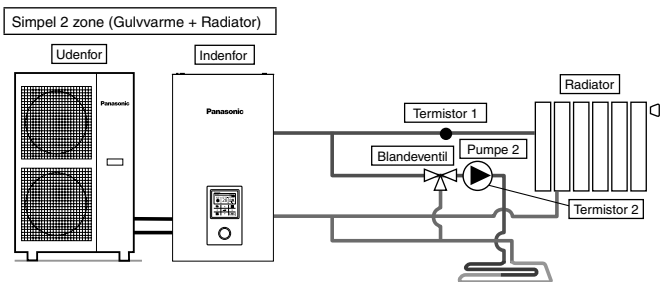 Simpel 2 zone (Gulvvarme + Radiator)
Udenfor
Indenfor
Radiator
Panasonic
Panasonic
Termistor 1
Blandeventil
Pumpe 2
Termistor 2